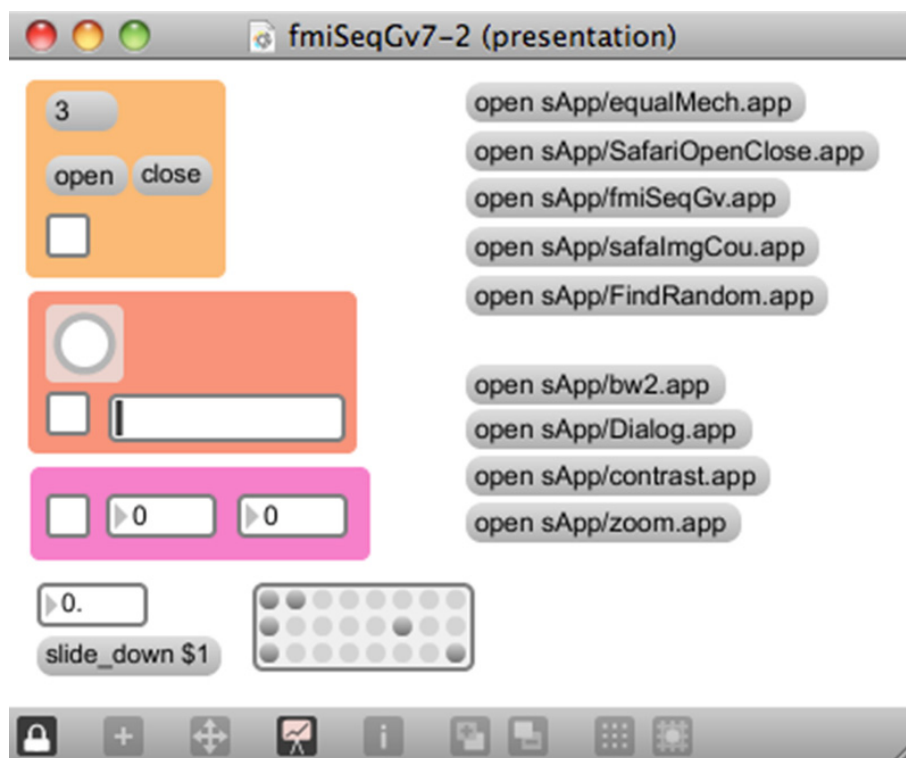 fmiSeqGv7-2 (presentation)
3
open close
open sApp/equalMech.app
open sApp/SafariOpenClose.app
open sApp/fmiSeqGv.app
open sApp/safaImgCou.app
open sApp/FindRandom.app
open sApp/bw2.app
open sApp/Dialog.app
open sApp/contrast.app
open sApp/zoom.app
0 0
0.
slide_down $1